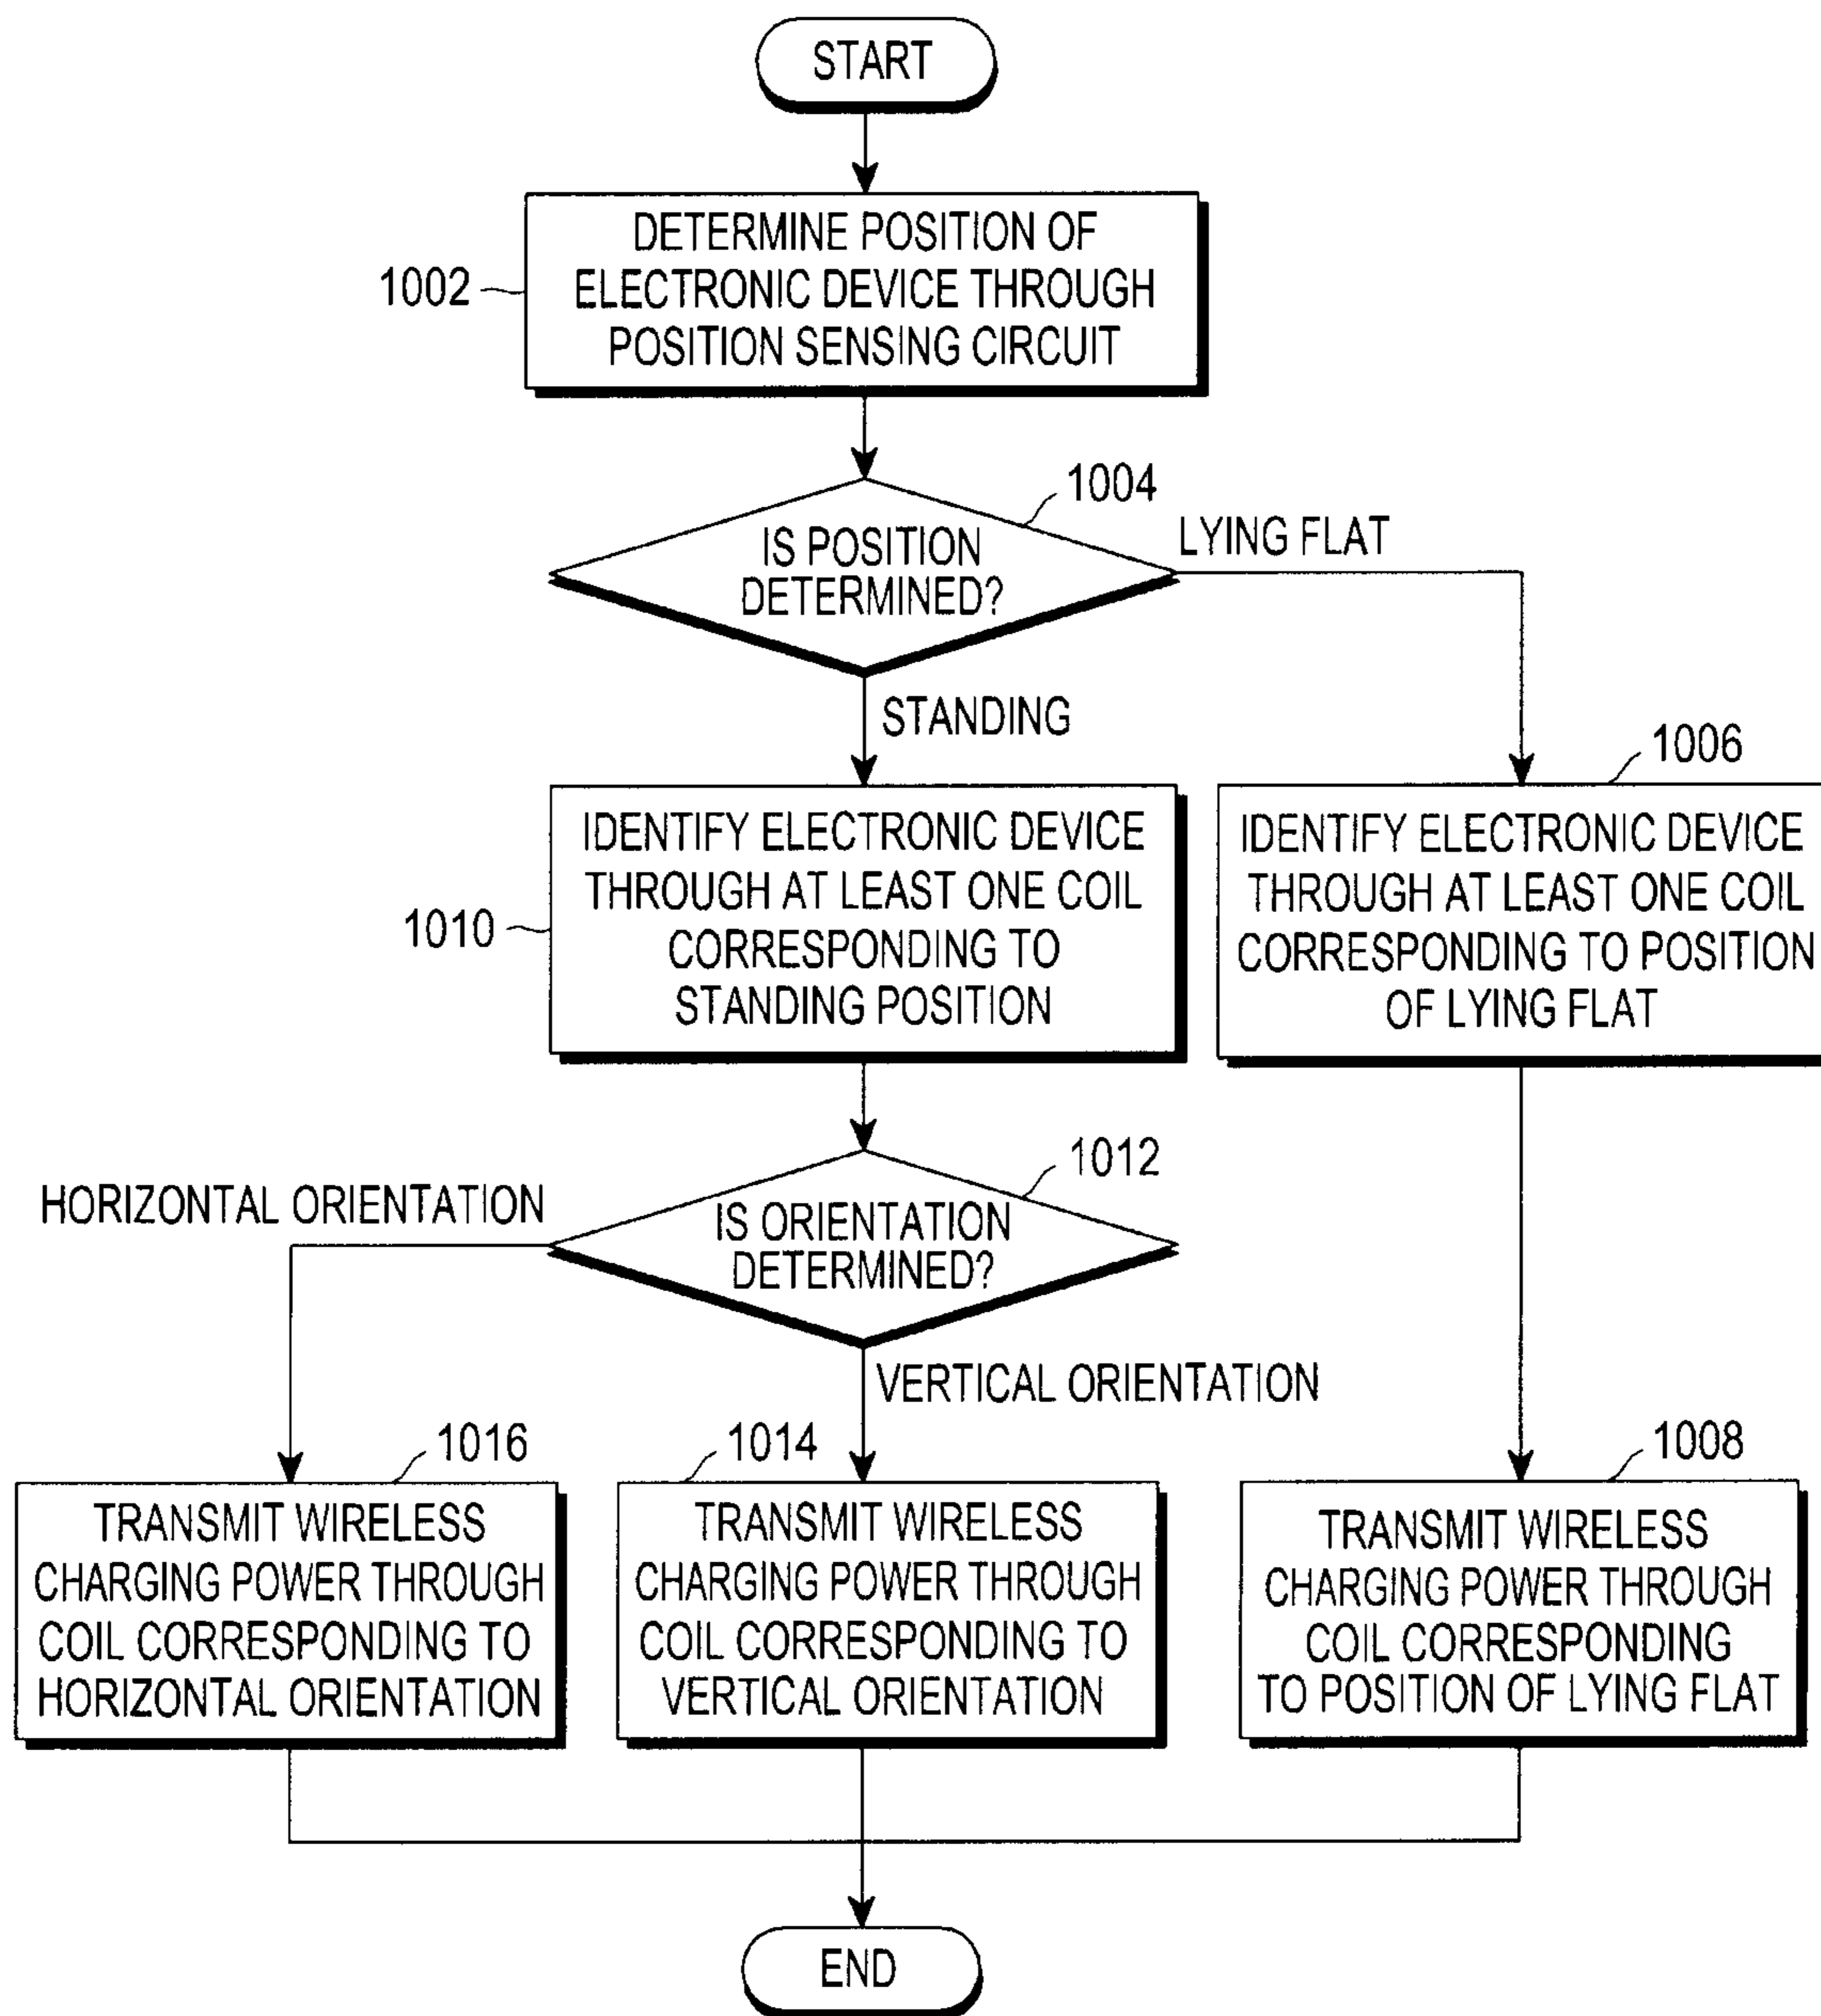 START
1002
DETERMINE POSITION OF
ELECTRONIC DEVICE THROUGH
POSITION SENSING CIRCUIT
1004
IS POSITION
DETERMINED?
LYING FLAT
STANDING
1010
IDENTIFY ELECTRONIC DEVICE
THROUGH AT LEAST ONE COIL
CORRESPONDING TO
STANDING POSITION
1006
IDENTIFY ELECTRONIC DEVICE
THROUGH AT LEAST ONE COIL
CORRESPONDING TO POSITION
OF LYING FLAT
1012
IS ORIENTATION
DETERMINED?
HORIZONTAL ORIENTATION
VERTICAL ORIENTATION
1016
TRANSMIT WIRELESS
CHARGING POWER THROUGH
COIL CORRESPONDING TO
HORIZONTAL ORIENTATION
1014
TRANSMIT WIRELESS
CHARGING POWER THROUGH
COIL CORRESPONDING TO
VERTICAL ORIENTATION
1008
TRANSMIT WIRELESS
CHARGING POWER THROUGH
COIL CORRESPONDING
TO POSITION OF LYING FLAT
END